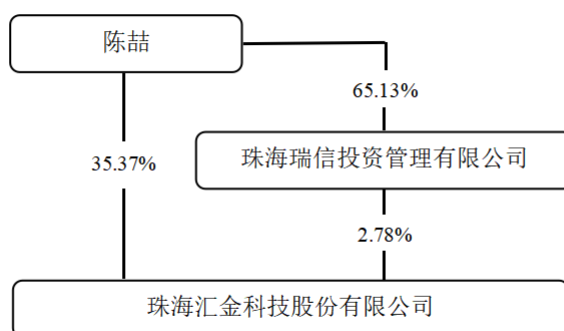 陈喆
65.13%
珠海瑞信投资管理有限公司
35.37%
2.78%
珠海汇金科技股份有限公司